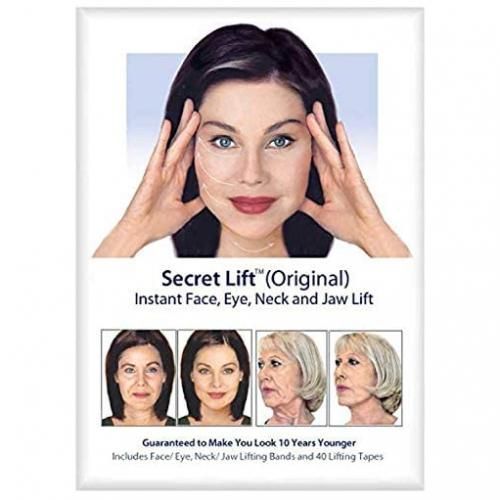 Secret Lift™ (Original)
Instant Face, Eye, Neck and Jaw Lift
Guaranteed to Make You Look 10 Years Younger
Includes Face/ Eye, Neck/ Jaw Lifting Bands and 40 Lifting Tapes